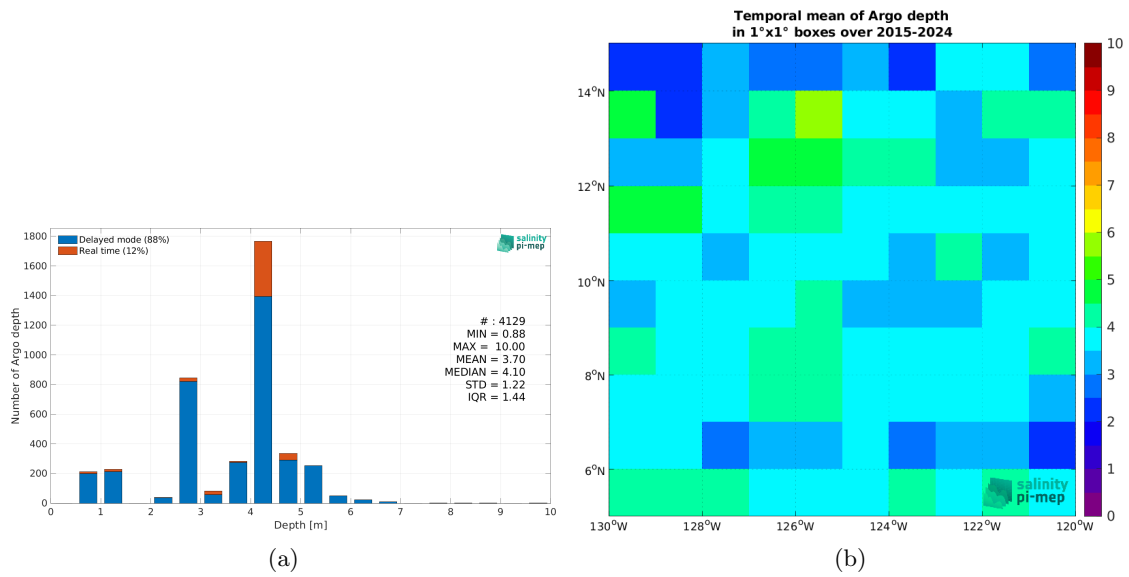 Temporal mean of Argo depth
in 1°x1° boxes over 2015-2024
Delayed mode (88%)
Real time (12%)
salinity
pi-mep
# : 4129
MIN = 0.88
MAX = 10.00
MEAN = 3.70
MEDIAN = 4.10
STD = 1.22
IQR = 1.44
Number of Argo depth
1800
1600
1400
1200
1000
800
600
400
200
0
0 1 2 3 4 5 6 7 8 9 10
Depth [m]
(a)
14°N
12°N
10°N
8°N
6°N
130°W 128°W 126°W 124°W 122°W 120°W
salinity
pi-mep
10
9
8
7
6
5
4
3
2
1
0
(b)